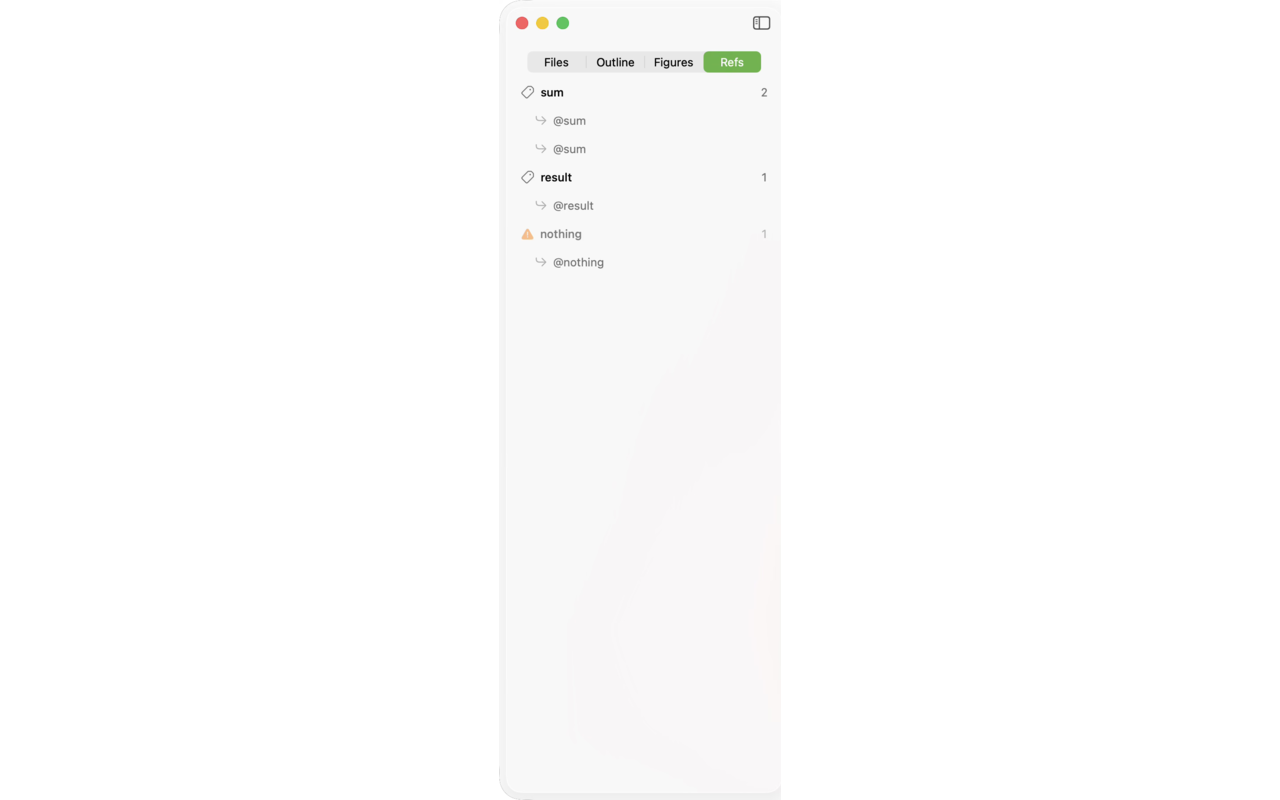 Files Outline Figures Refs
sum 2
@sum
@sum
result 1
@result
nothing 1
@nothing